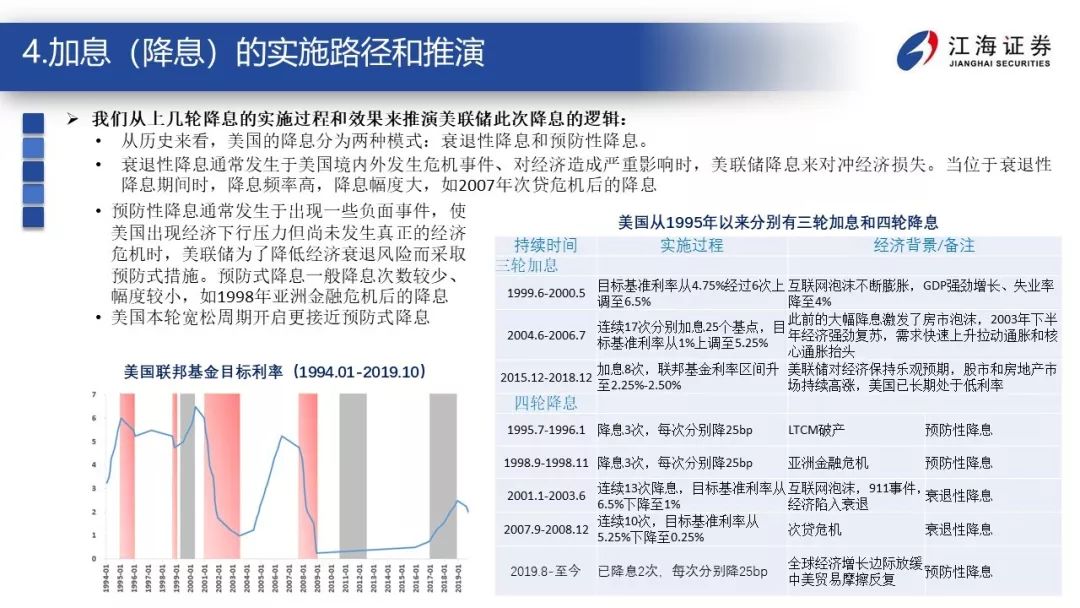 4.加息（降息）的实施路径和推演
江海证券
JIANGHAI SECURITIES
➢ 我们从上几轮降息的实施过程和效果来推演美联储此次降息的逻辑：
• 从历史来看，美国的降息分为两种模式：衰退性降息和预防性降息。
• 衰退性降息通常发生于美国境内外发生危机事件、对经济造成严重影响时，美联储降息来对冲经济损失。当位于衰退性
降息期间时，降息频率高，降息幅度大，如2007年次贷危机后的降息
• 预防性降息通常发生于出现一些负面事件，使
美国出现经济下行压力但尚未发生真正的经济
危机时，美联储为了降低经济衰退风险而采取
预防式措施。预防式降息一般降息次数较少、
幅度较小，如1998年亚洲金融危机后的降息
• 美国本轮宽松周期开启更接近预防式降息
美国联邦基金目标利率（1994.01-2019.10）
7
6
5
4
3
2
1
0
1994-01
1995-01
1996-01
1997-01
1998-01
1999-01
2000-01
2001-01
2002-01
2003-01
2004-01
2005-01
2006-01
2007-01
2008-01
2009-01
2010-01
2011-01
2012-01
2013-01
2014-01
2015-01
2016-01
2017-01
2018-01
2019-01
美国从1995年以来分别有三轮加息和四轮降息
持续时间 实施过程 经济背景/备注
三轮加息
1999.6-2000.5 目标基准利率从4.75%经过6次上调至6.5% 互联网泡沫不断膨胀，GDP强劲增长、失业率降至4%
2004.6-2006.7 连续17次分别加息25个基点，目标基准利率从1%上调至5.25% 此前的大幅降息激发了房市泡沫，2003年下半年经济强劲复苏，需求快速上升拉动通胀和核心通胀抬头
2015.12-2018.12 加息8次，联邦基金利率区间升至2.25%-2.50% 美联储对经济保持乐观预期，股市和房地产市场持续高涨，美国已长期处于低利率
四轮降息
1995.7-1996.1 降息3次，每次分别降25bp LTCM破产 预防性降息
1998.9-1998.11 降息3次，每次分别降25bp 亚洲金融危机 预防性降息
2001.1-2003.6 连续13次降息，目标基准利率从6.5%下降至1% 互联网泡沫，911事件，经济陷入衰退 衰退性降息
2007.9-2008.12 连续10次，目标基准利率从5.25%下降至0.25% 次贷危机 衰退性降息
2019.8-至今 已降息2次，每次分别降25bp 全球经济增长边际放缓 中美贸易摩擦反复 预防性降息